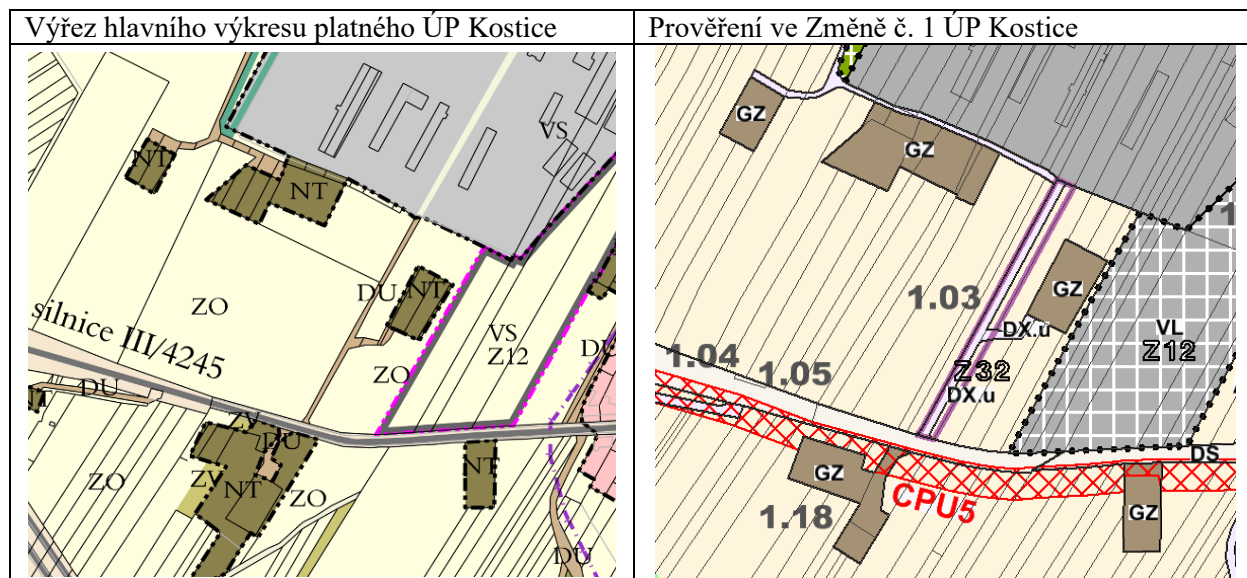 Výřez hlavního výkresu platného ÚP Kostice
Prověření ve Změně č. 1 ÚP Kostice
VS
NT
NT
DU
NT
ZO
VS
Z12
DU
silnice III/4245
ZO
DU
NT
ZV
DU
ZO
ZV
NT
ZO
NT
DU
GZ
GZ
1.03
GZ
DX.u
VL
Z12
1.04
1.05
Z32
DX.u
DS
GZ
CPU5
1.18
GZ